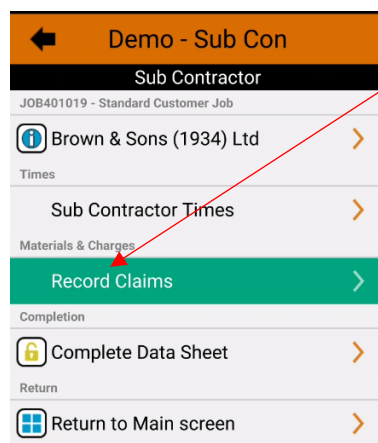 Demo - Sub Con
Sub Contractor
JOB401019 - Standard Customer Job
Brown & Sons (1934) Ltd
Times
Sub Contractor Times
Materials & Charges
Record Claims
Completion
Complete Data Sheet
Return
Return to Main screen